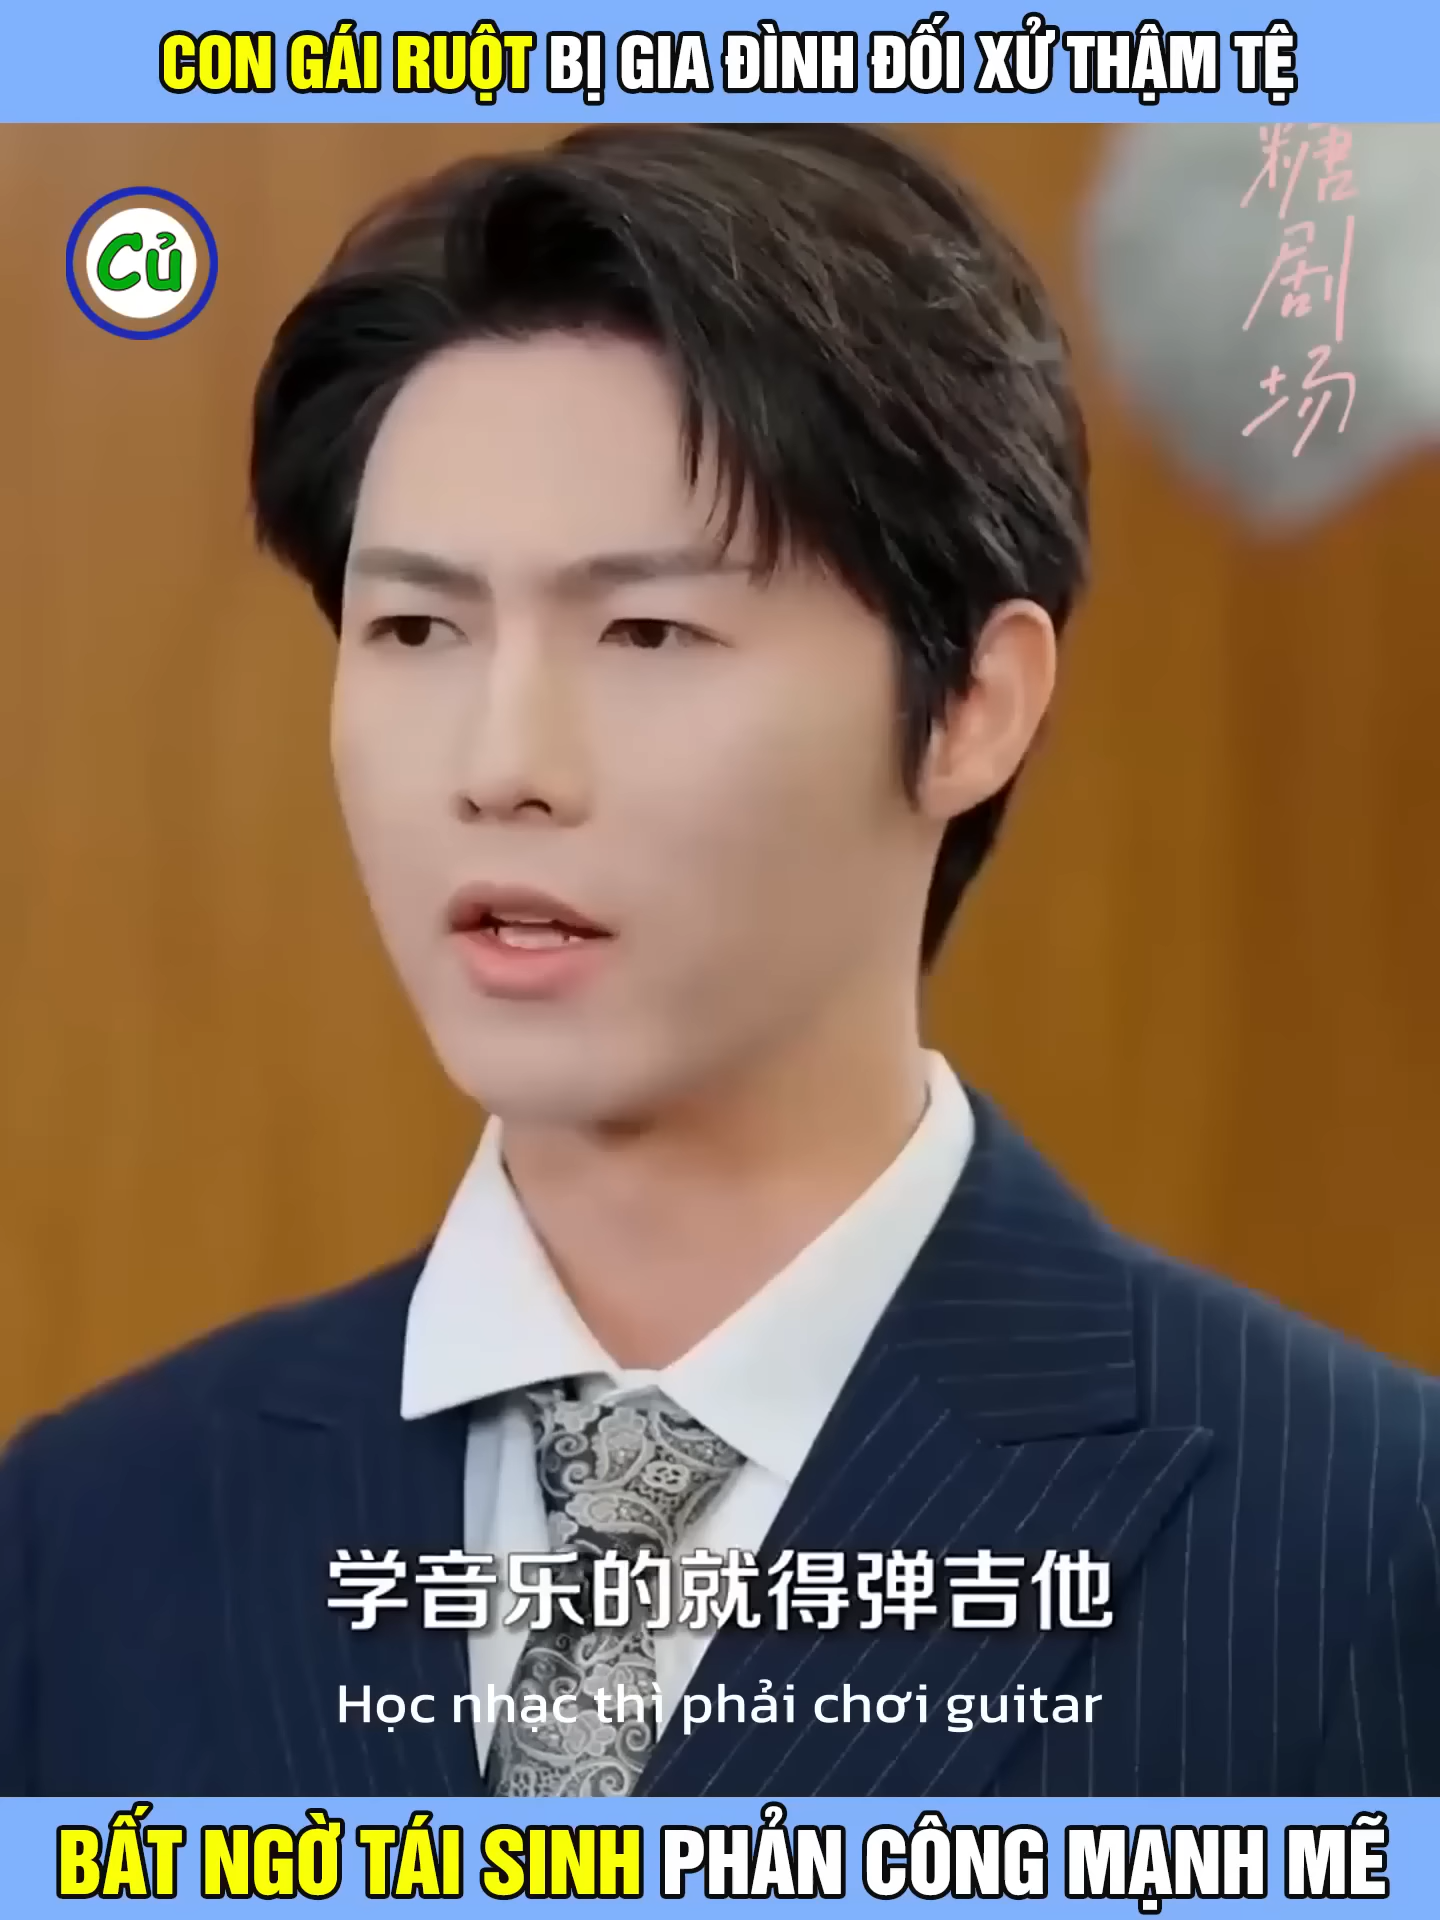 CON GÁI RUỘT BỊ GIA ĐÌNH ĐỐI XỬ THẬM TỆ
Củ
糖剧场
学音乐的就得弹吉他
Học nhạc thì phải chơi guitar
BẤT NGỜ TÁI SINH PHẢN CÔNG MẠNH MẼ